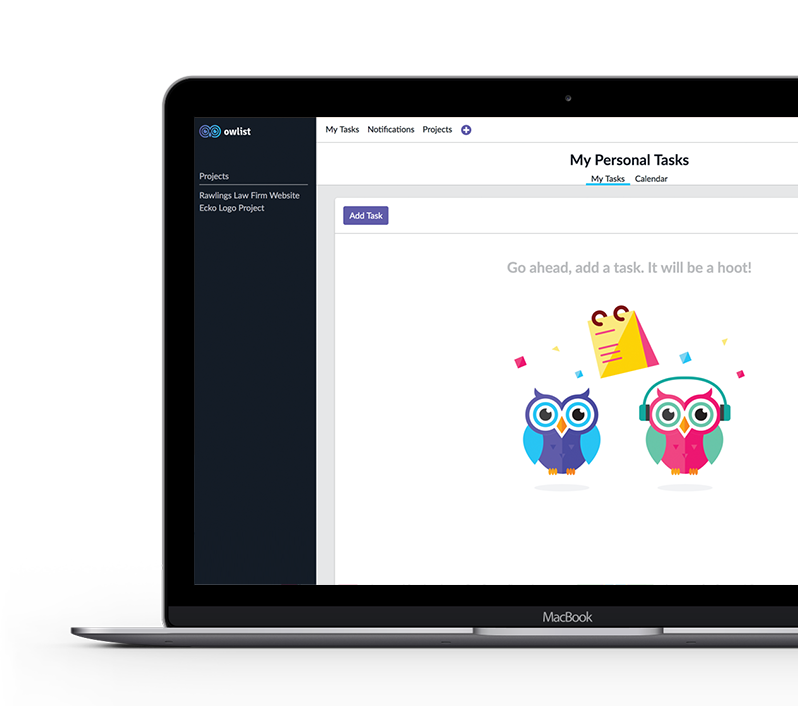 owlist
My Tasks Notifications Projects
Projects
Rawlings Law Firm Website
Ecko Logo Project
My Personal Tasks
My Tasks Calendar
Add Task
Go ahead, add a task. It will be a hoot!
MacBook